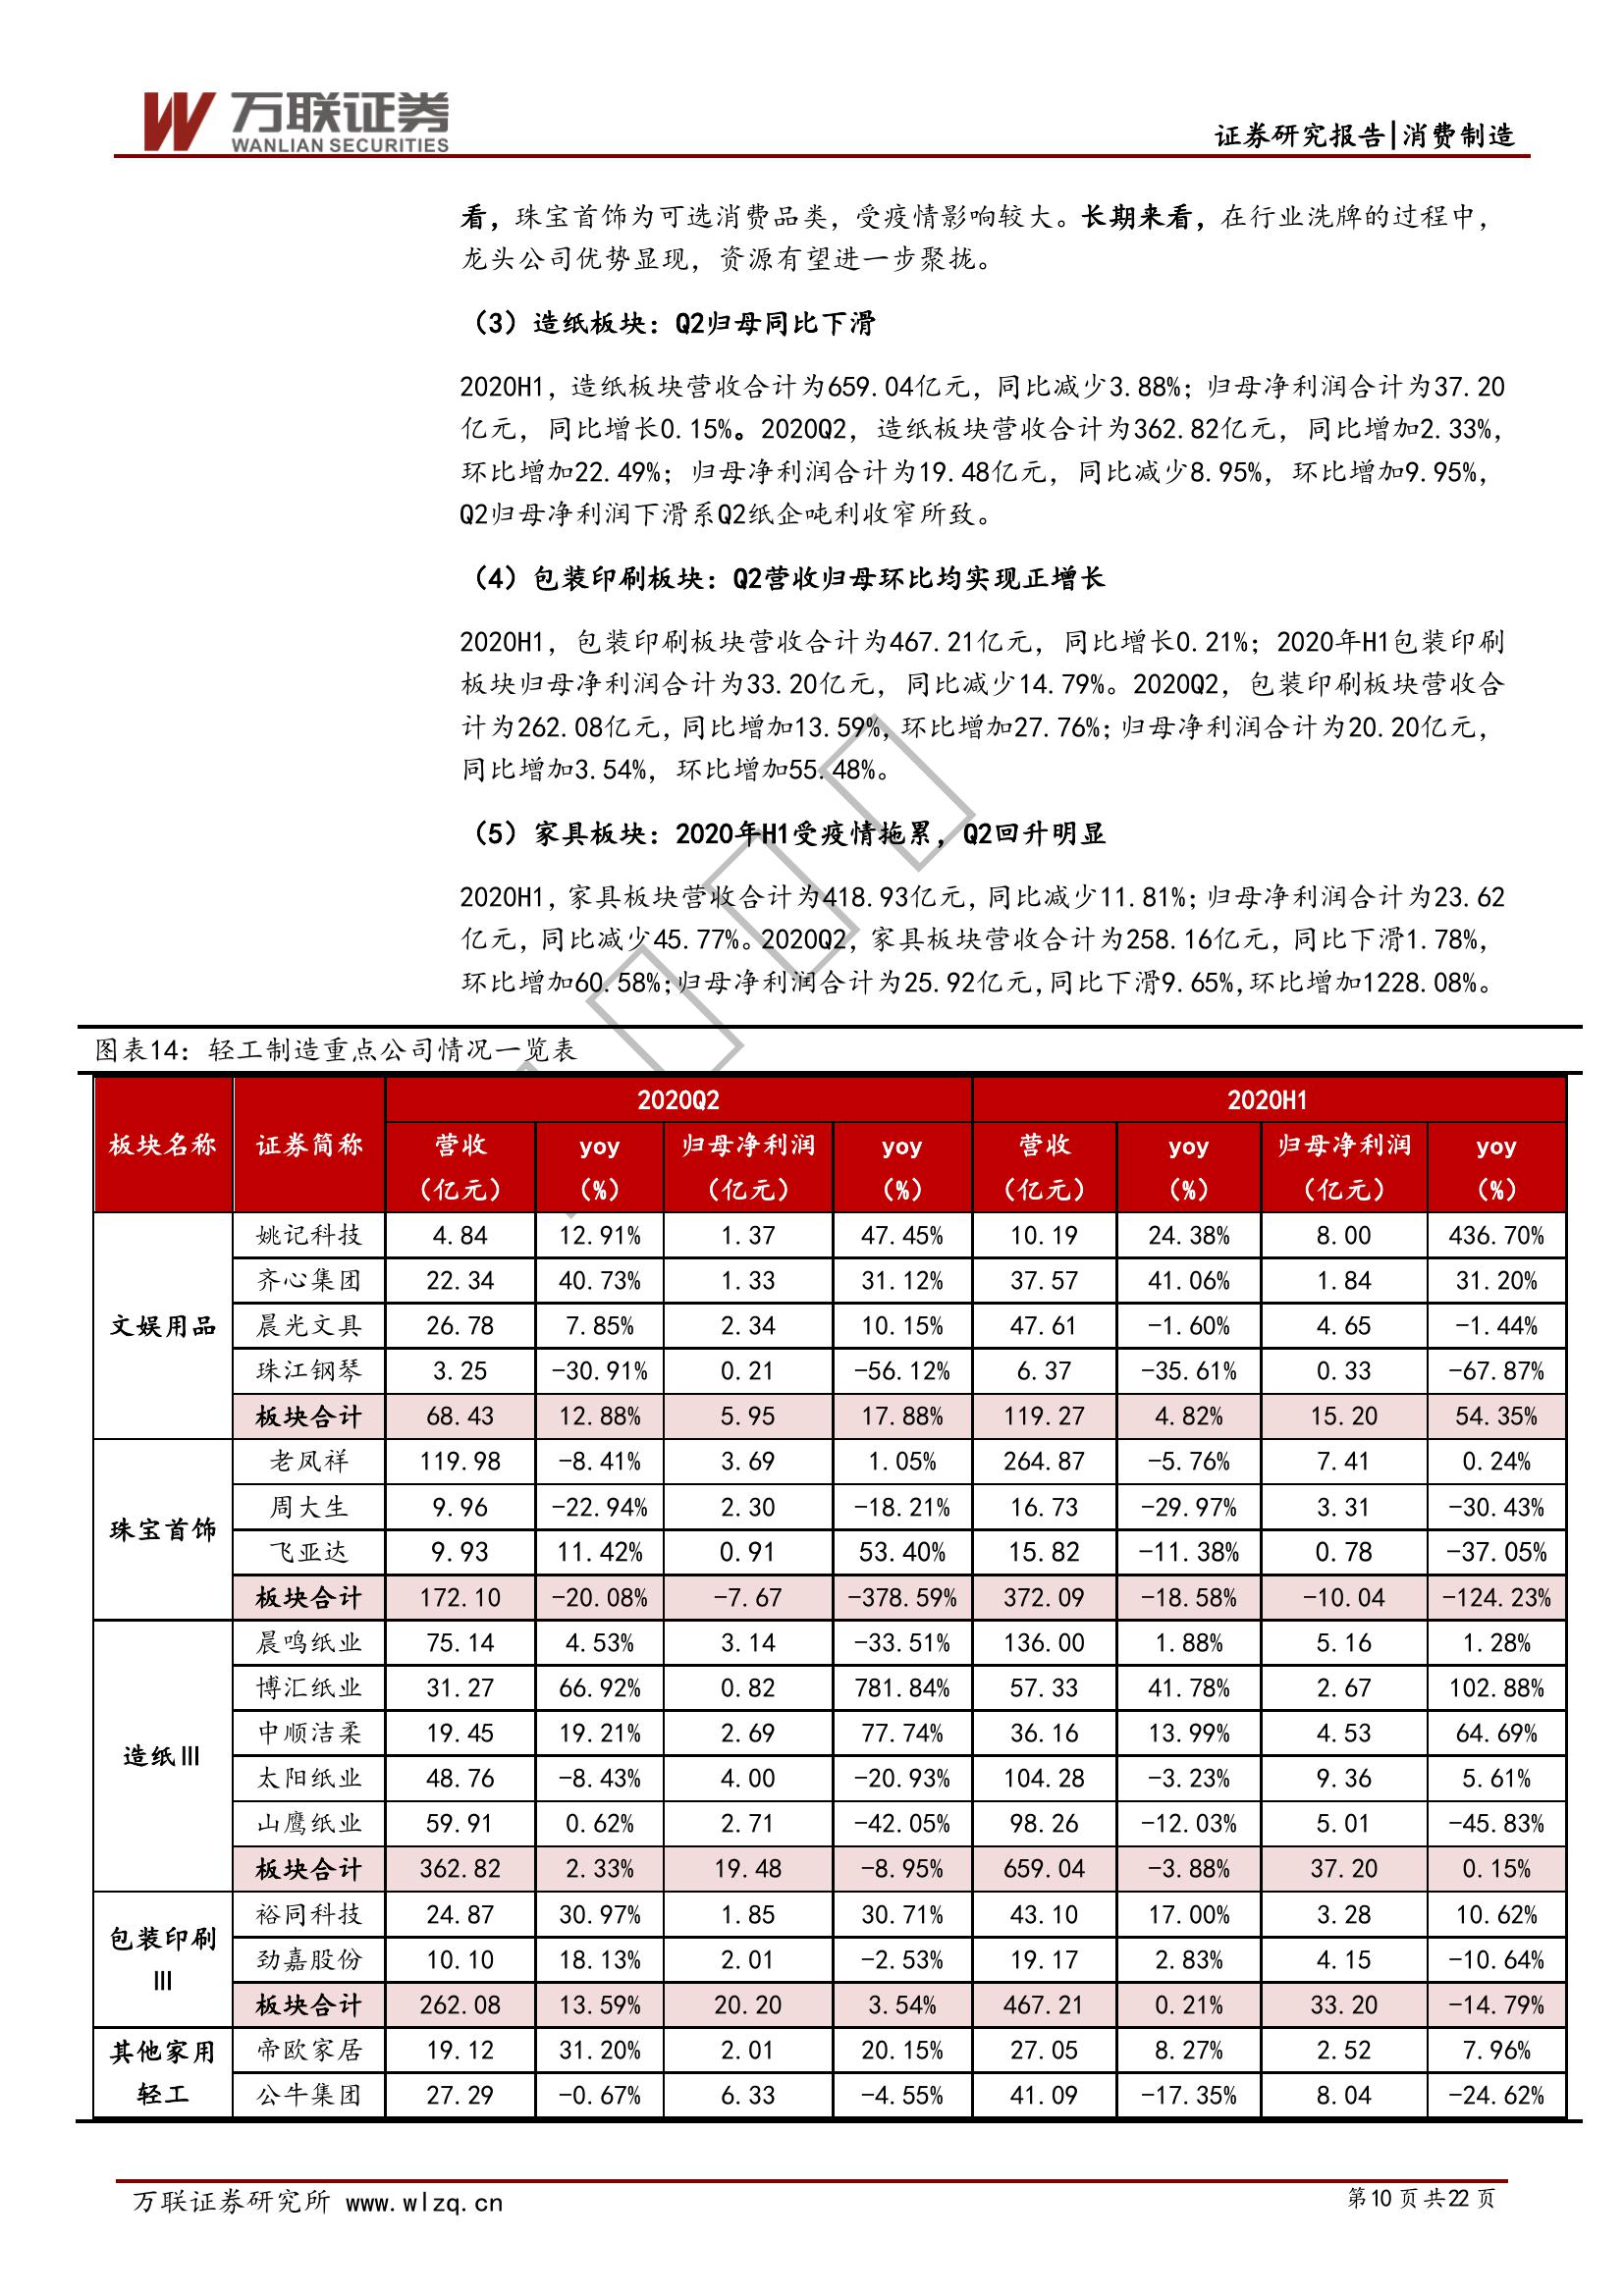 万联证券
WANLIAN SECURITIES
证券研究报告|消费制造
看，珠宝首饰为可选消费品类，受疫情影响较大。长期来看，在行业洗牌的过程中，
龙头公司优势显现，资源有望进一步聚拢。
（3）造纸板块：Q2归母同比下滑
2020H1，造纸板块营收合计为659.04亿元，同比减少3.88%；归母净利润合计为37.20
亿元，同比增长0.15%。2020Q2，造纸板块营收合计为362.82亿元，同比增加2.33%，
环比增加22.49%；归母净利润合计为19.48亿元，同比减少8.95%，环比增加9.95%，
Q2归母净利润下滑系Q2纸企吨利收窄所致。
（4）包装印刷板块：Q2营收归母环比均实现正增长
2020H1，包装印刷板块营收合计为467.21亿元，同比增长0.21%；2020年H1包装印刷
板块归母净利润合计为33.20亿元，同比减少14.79%。2020Q2，包装印刷板块营收合
计为262.08亿元，同比增加13.59%，环比增加27.76%；归母净利润合计为20.20亿元，
同比增加3.54%，环比增加55.48%。
（5）家具板块：2020年H1受疫情拖累，Q2回升明显
2020H1，家具板块营收合计为418.93亿元，同比减少11.81%；归母净利润合计为23.62
亿元，同比减少45.77%。2020Q2，家具板块营收合计为258.16亿元，同比下滑1.78%，
环比增加60.58%；归母净利润合计为25.92亿元，同比下滑9.65%，环比增加1228.08%。
图表14：轻工制造重点公司情况一览表
2020Q2 2020H1
板块名称 证券简称 营收 yoy 归母净利润 yoy 营收 yoy 归母净利润 yoy
（亿元） （%） （亿元） （%） （亿元） （%） （亿元） （%）
姚记科技 4.84 12.91% 1.37 47.45% 10.19 24.38% 8.00 436.70%
齐心集团 22.34 40.73% 1.33 31.12% 37.57 41.06% 1.84 31.20%
文娱用品 晨光文具 26.78 7.85% 2.34 10.15% 47.61 -1.60% 4.65 -1.44%
珠江钢琴 3.25 -30.91% 0.21 -56.12% 6.37 -35.61% 0.33 -67.87%
板块合计 68.43 12.88% 5.95 17.88% 119.27 4.82% 15.20 54.35%
老凤祥 119.98 -8.41% 3.69 1.05% 264.87 -5.76% 7.41 0.24%
周大生 9.96 -22.94% 2.30 -18.21% 16.73 -29.97% 3.31 -30.43%
珠宝首饰
飞亚达 9.93 11.42% 0.91 53.40% 15.82 -11.38% 0.78 -37.05%
板块合计 172.10 -20.08% -7.67 -378.59% 372.09 -18.58% -10.04 -124.23%
晨鸣纸业 75.14 4.53% 3.14 -33.51% 136.00 1.88% 5.16 1.28%
博汇纸业 31.27 66.92% 0.82 781.84% 57.33 41.78% 2.67 102.88%
中顺洁柔 19.45 19.21% 2.69 77.74% 36.16 13.99% 4.53 64.69%
造纸Ⅲ
太阳纸业 48.76 -8.43% 4.00 -20.93% 104.28 -3.23% 9.36 5.61%
山鹰纸业 59.91 0.62% 2.71 -42.05% 98.26 -12.03% 5.01 -45.83%
板块合计 362.82 2.33% 19.48 -8.95% 659.04 -3.88% 37.20 0.15%
裕同科技 24.87 30.97% 1.85 30.71% 43.10 17.00% 3.28 10.62%
包装印刷
劲嘉股份 10.10 18.13% 2.01 -2.53% 19.17 2.83% 4.15 -10.64%
Ⅲ
板块合计 262.08 13.59% 20.20 3.54% 467.21 0.21% 33.20 -14.79%
其他家用 帝欧家居 19.12 31.20% 2.01 20.15% 27.05 8.27% 2.52 7.96%
轻工 公牛集团 27.29 -0.67% 6.33 -4.55% 41.09 -17.35% 8.04 -24.62%
万联证券研究所 www.wlzq.cn 第10页共22页